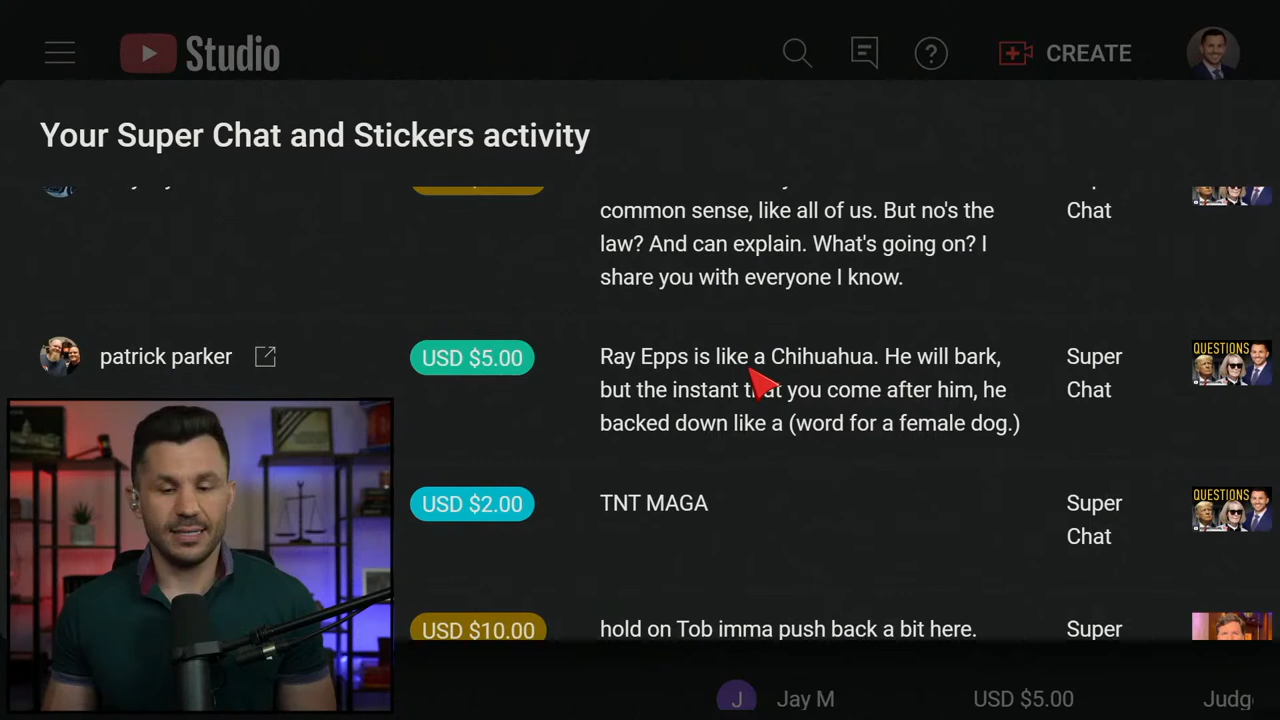 Studio
CREATE
Your Super Chat and Stickers activity
common sense, like all of us. But no's the
Chat
law? And can explain. What's going on? I
share you with everyone I know.
patrick parker
USD $5.00
Ray Epps is like a Chihuahua. He will bark,
but the instant that you come after him, he
backed down like a (word for a female dog.)
Super
Chat
QUESTIONS
USD $2.00
TNT MAGA
Super
Chat
QUESTIONS
USD $10.00
hold on Tob imma push back a bit here.
Super
J
Jay M
USD $5.00
Judg